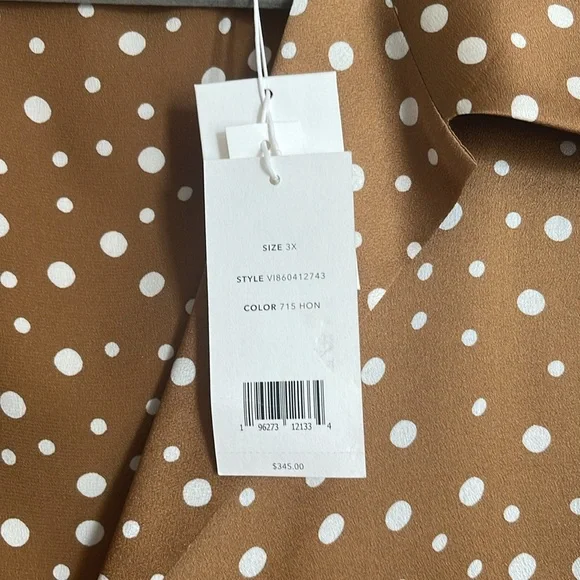 SIZE 3X
STYLE VI860412743
COLOR 715 HON
1 96273 12133 4
$345.00